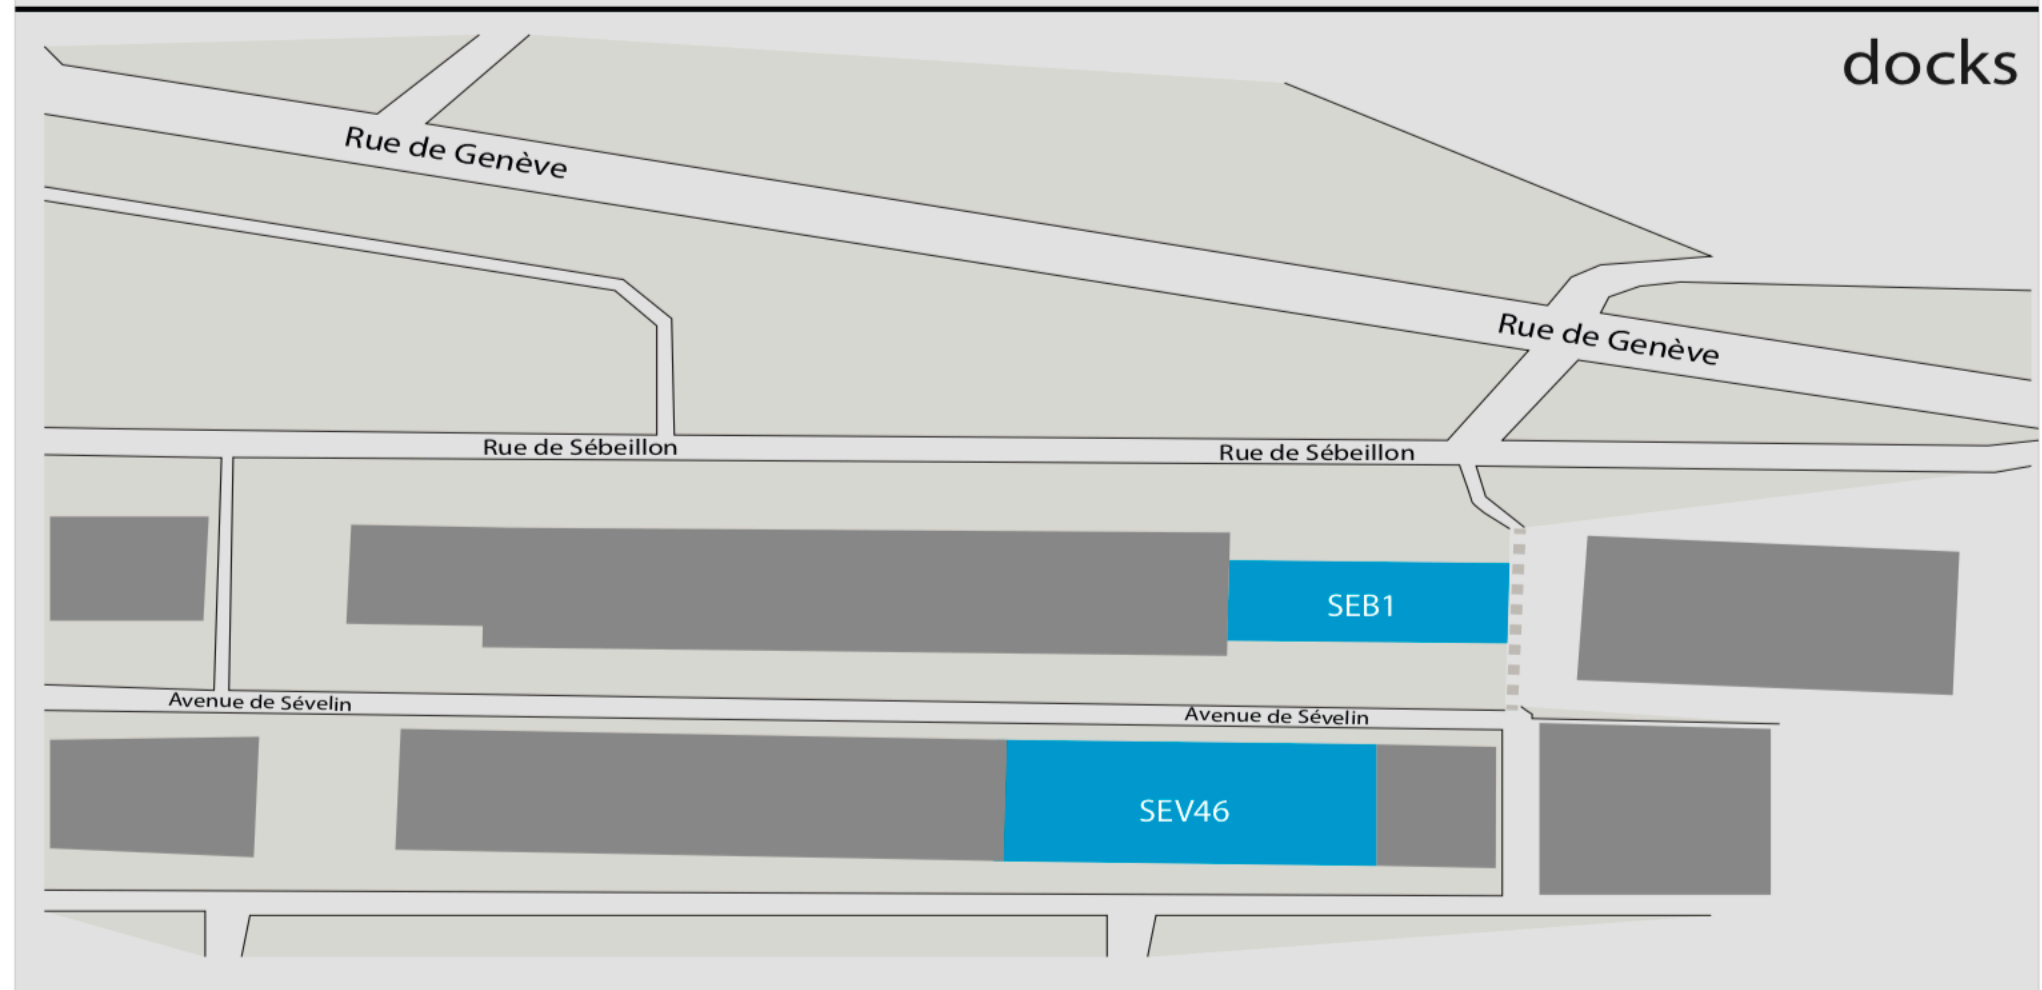 docks
Rue de Genève
Rue de Genève
Rue de Sébeillon
Rue de Sébeillon
SEB1
Avenue de Sévelin
Avenue de Sévelin
SEV46